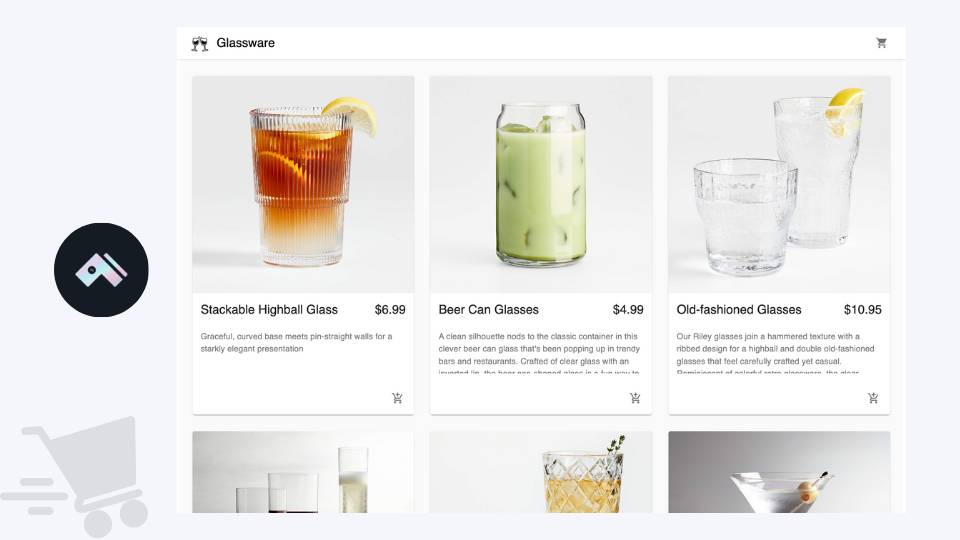 Glassware
Stackable Highball Glass $6.99
Graceful, curved base meets pin-straight walls for a
starkly elegant presentation
Beer Can Glasses $4.99
A clean silhouette nods to the classic container in this
clever beer can glass that's been popping up in trendy
bars and restaurants. Crafted of clear glass with an
inverted lip, the beer can-shaped glass is a fun way to
Old-fashioned Glasses $10.95
Our Riley glasses join a hammered texture with a
ribbed design for a highball and double old-fashioned
glasses that feel carefully crafted yet casual.
Reminiscent of colorful retro glassware, the clear